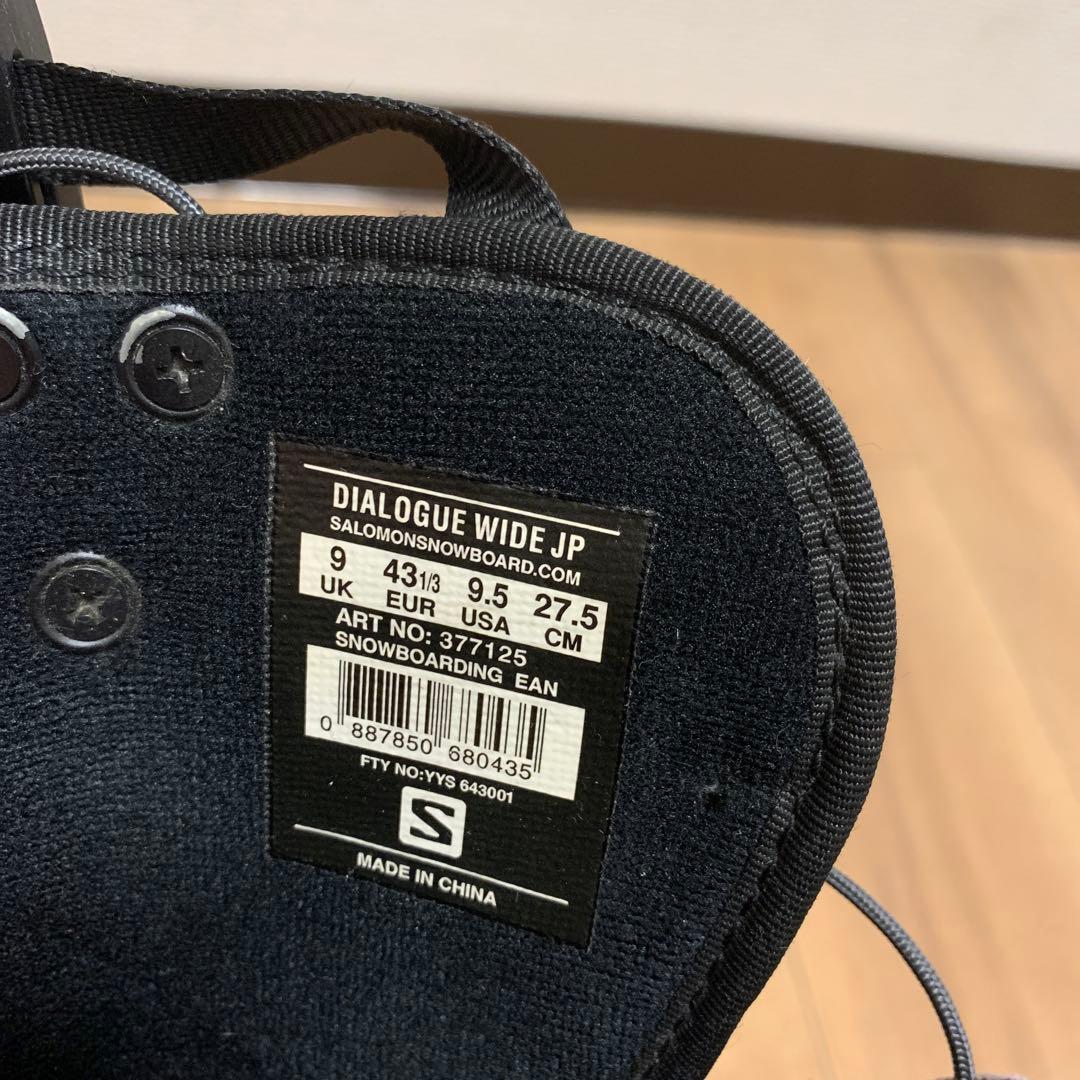 DIALOGUE WIDE JP
SALOMONSNOWBOARD.COM
9 43 1/3 9.5 27.5
UK EUR USA CM
ART NO: 377125
SNOWBOARDING EAN
0 887850 680435
FTY NO:YYS 643001
S
MADE IN CHINA